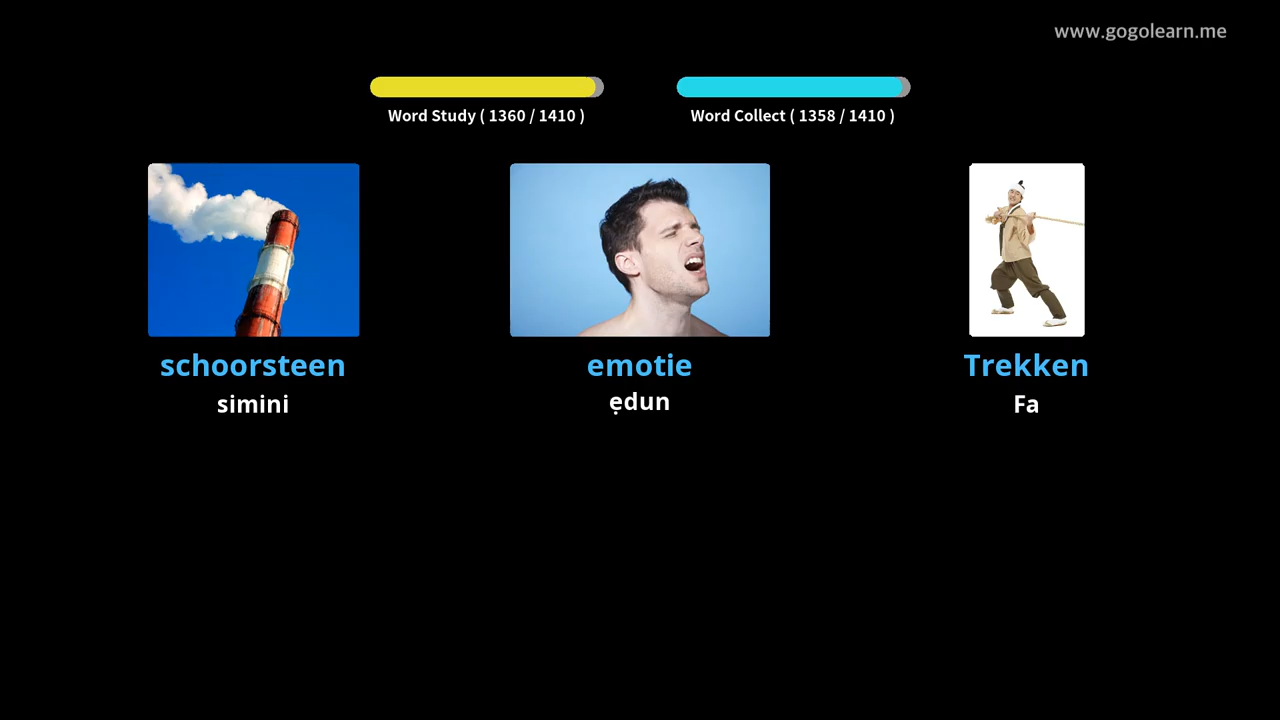 www.gogolearn.me
Word Study ( 1360 / 1410 )
Word Collect ( 1358 / 1410 )
schoorsteen
simini
emotie
ẹdun
Trekken
Fa